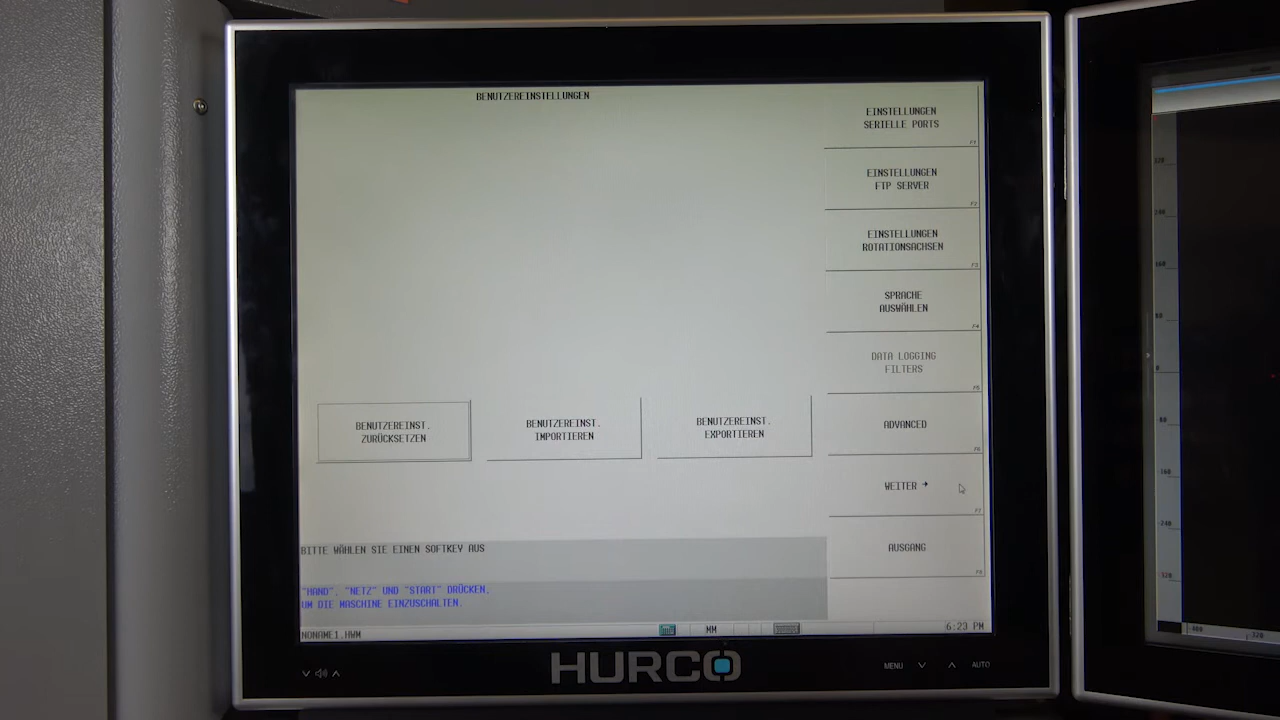 BENUTZEREINSTELLUNGEN
EINSTELLUNGEN
SERIELLE PORTS
F1
EINSTELLUNGEN
FTP SERVER
F2
EINSTELLUNGEN
ROTATIONSACHSEN
F3
SPRACHE
AUSWÄHLEN
F4
DATA LOGGING
FILTERS
F5
ADVANCED
F6
WEITER →
F7
AUSGANG
F8
BENUTZEREINST.
ZURÜCKSETZEN
BENUTZEREINST.
IMPORTIEREN
BENUTZEREINST.
EXPORTIEREN
BITTE WÄHLEN SIE EINEN SOFTKEY AUS
"HAND", "NETZ" UND "START" DRÜCKEN,
UM DIE MASCHINE EINZUSCHALTEN.
NONAME1.HWM
MM
6:23 PM
HURCO
MENU
AUTO